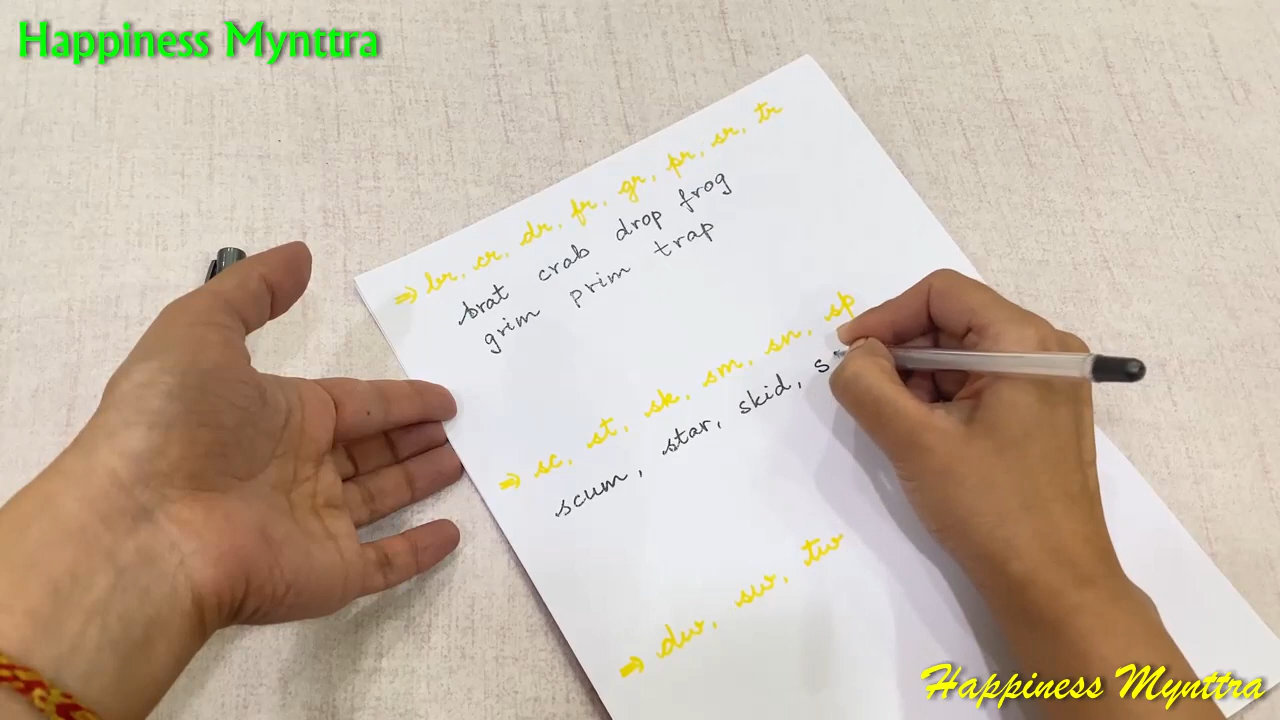 Happiness Mynttra
⇒ br, cr, dr, fr, gr, pr, sr, tr
brat crab drop frog
grim prim trap
⇒ sc, st, sk, sm, sn, sp
scum, star, skid, s
⇒ dw, sw, tw
Happiness Mynttra